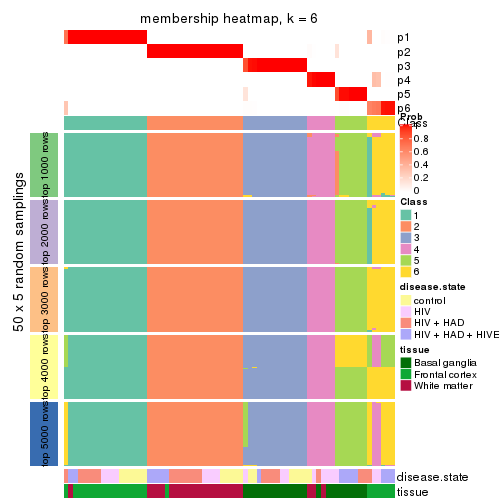 membership heatmap, k = 6
p1
p2
p3
p4
p5
p6
Class
Prob
1
0.8
0.6
0.4
0.2
0
Class
1
2
3
4
5
6
disease.state
control
HIV
HIV + HAD
HIV + HAD + HIVE
tissue
Basal ganglia
Frontal cortex
White matter
50 x 5 random samplings
top 1000 rows
top 2000 rows
top 3000 rows
top 4000 rows
top 5000 rows
disease.state
tissue